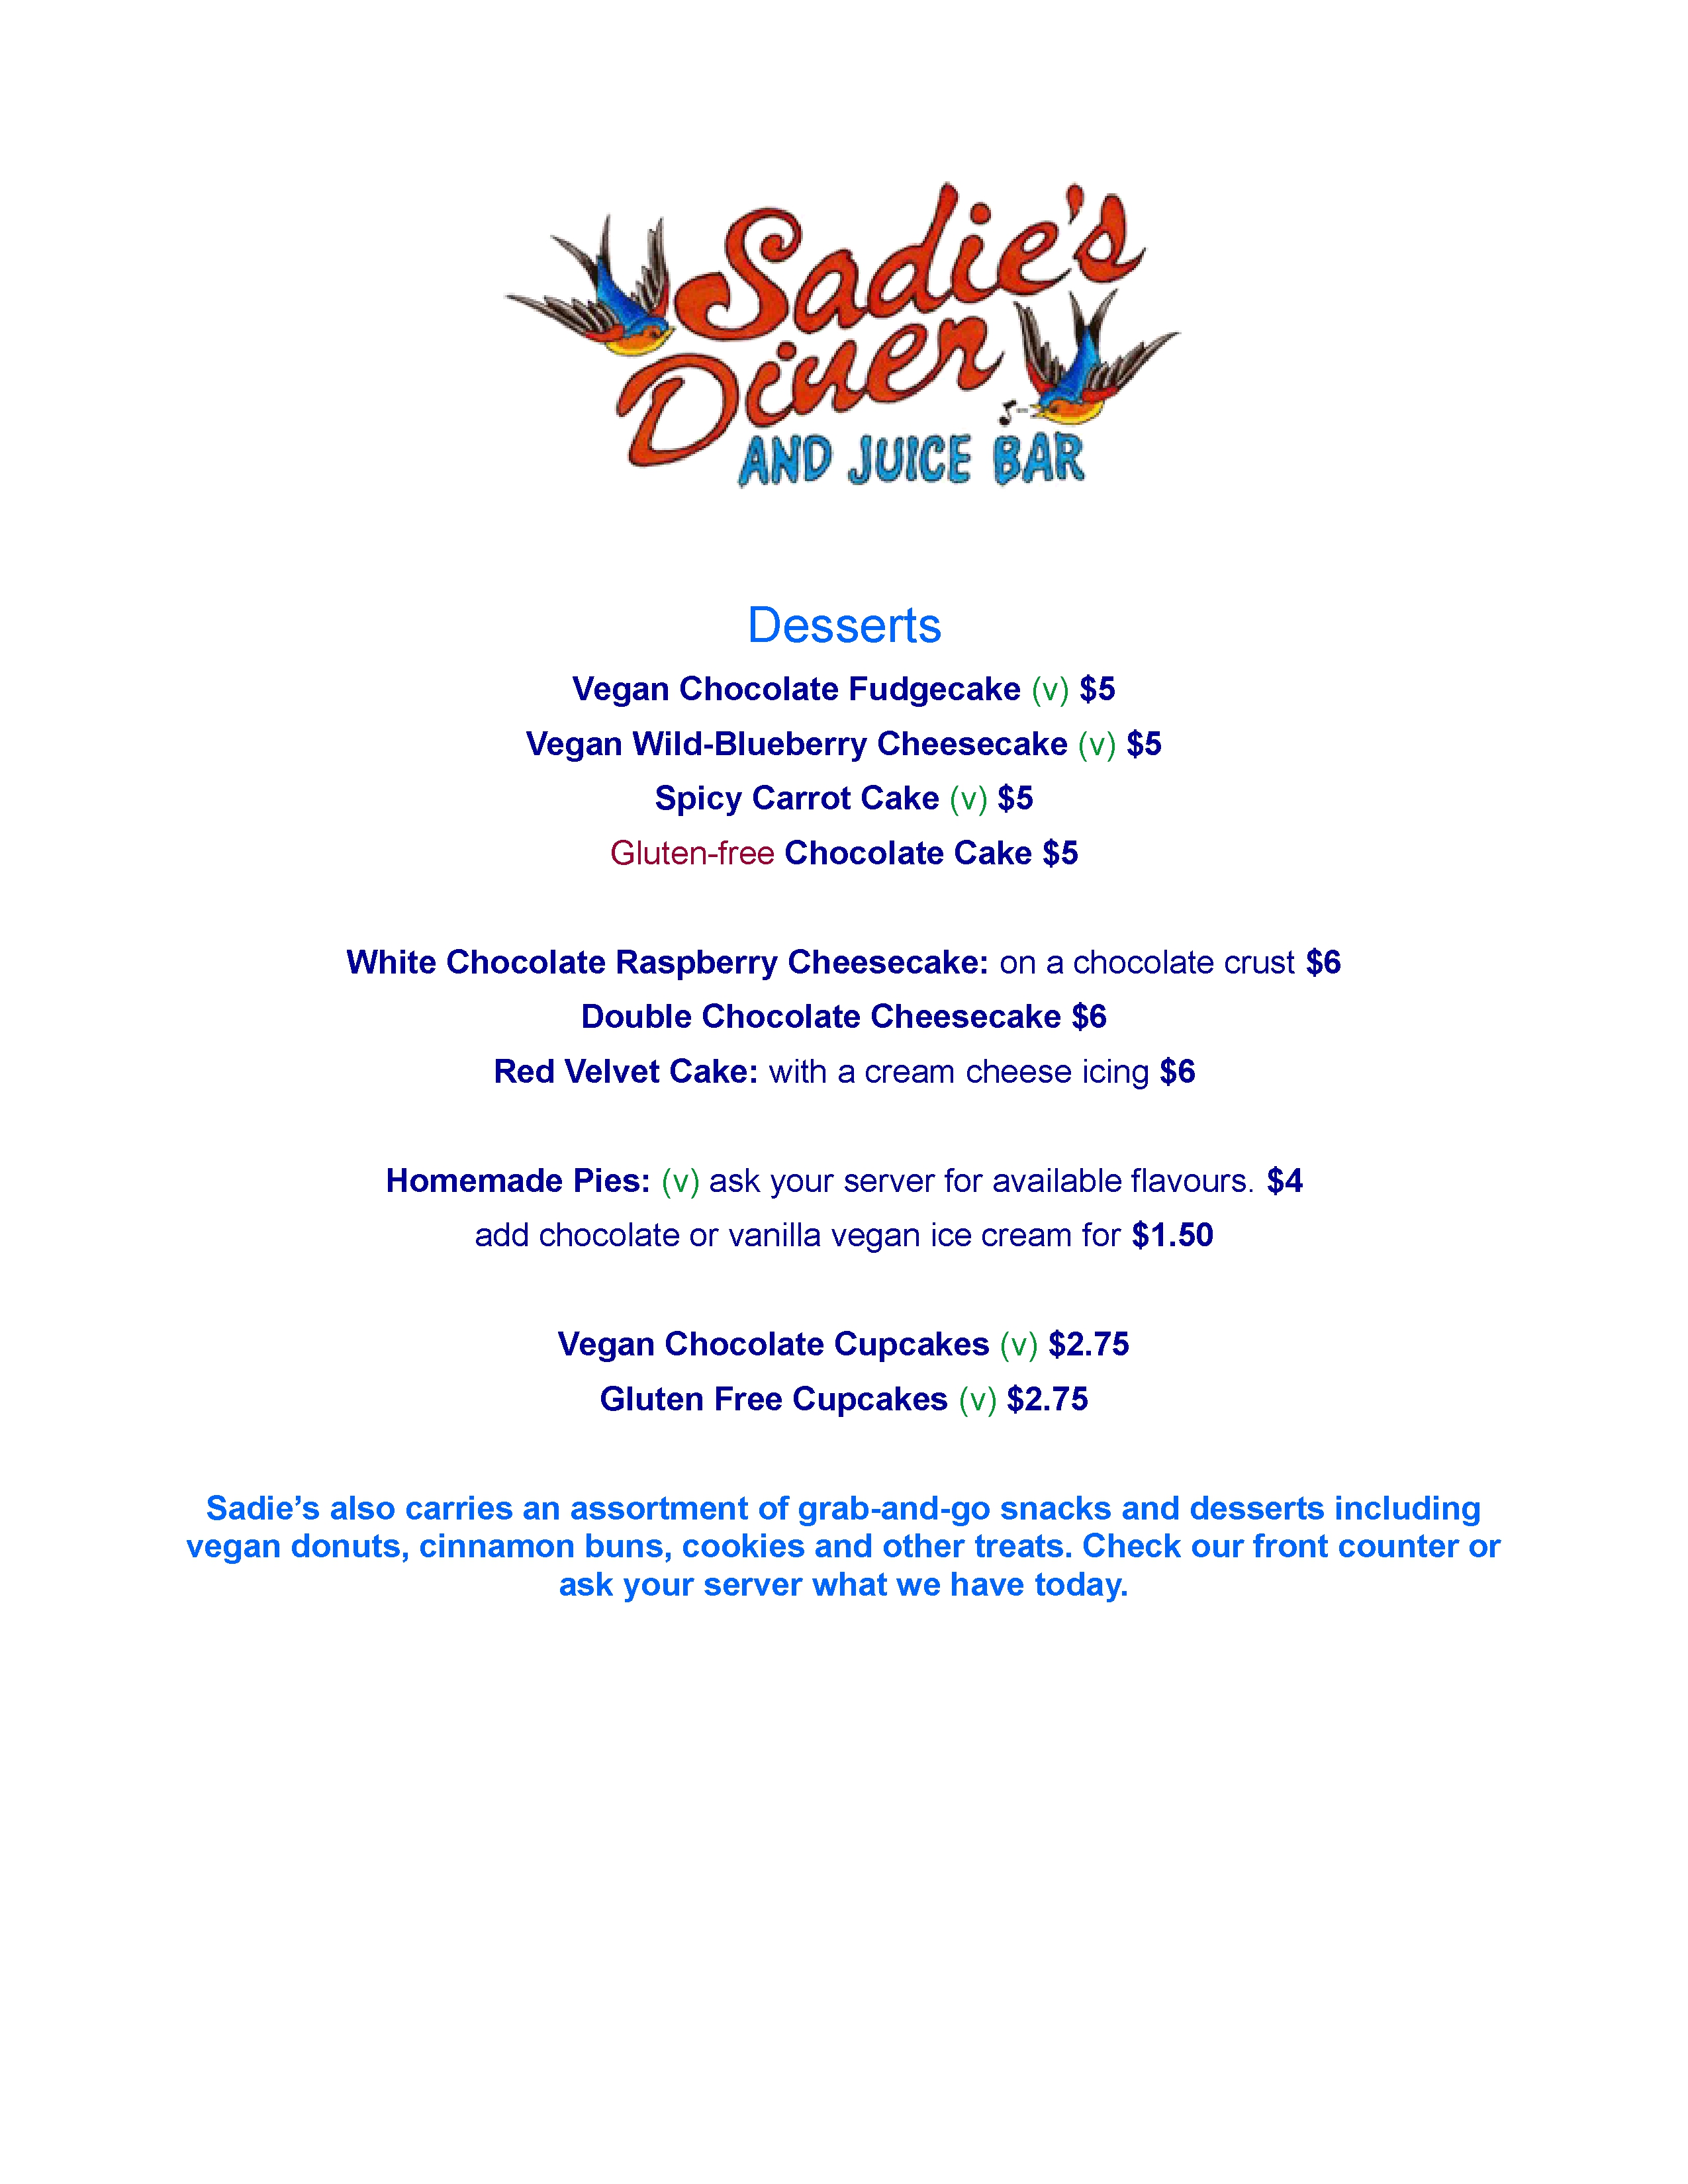 Sadie's
Diner
AND JUICE BAR
Desserts
Vegan Chocolate Fudgecake (v) $5
Vegan Wild-Blueberry Cheesecake (v) $5
Spicy Carrot Cake (v) $5
Gluten-free Chocolate Cake $5
White Chocolate Raspberry Cheesecake: on a chocolate crust $6
Double Chocolate Cheesecake $6
Red Velvet Cake: with a cream cheese icing $6
Homemade Pies: (v) ask your server for available flavours. $4
add chocolate or vanilla vegan ice cream for $1.50
Vegan Chocolate Cupcakes (v) $2.75
Gluten Free Cupcakes (v) $2.75
Sadie’s also carries an assortment of grab-and-go snacks and desserts including
vegan donuts, cinnamon buns, cookies and other treats. Check our front counter or
ask your server what we have today.